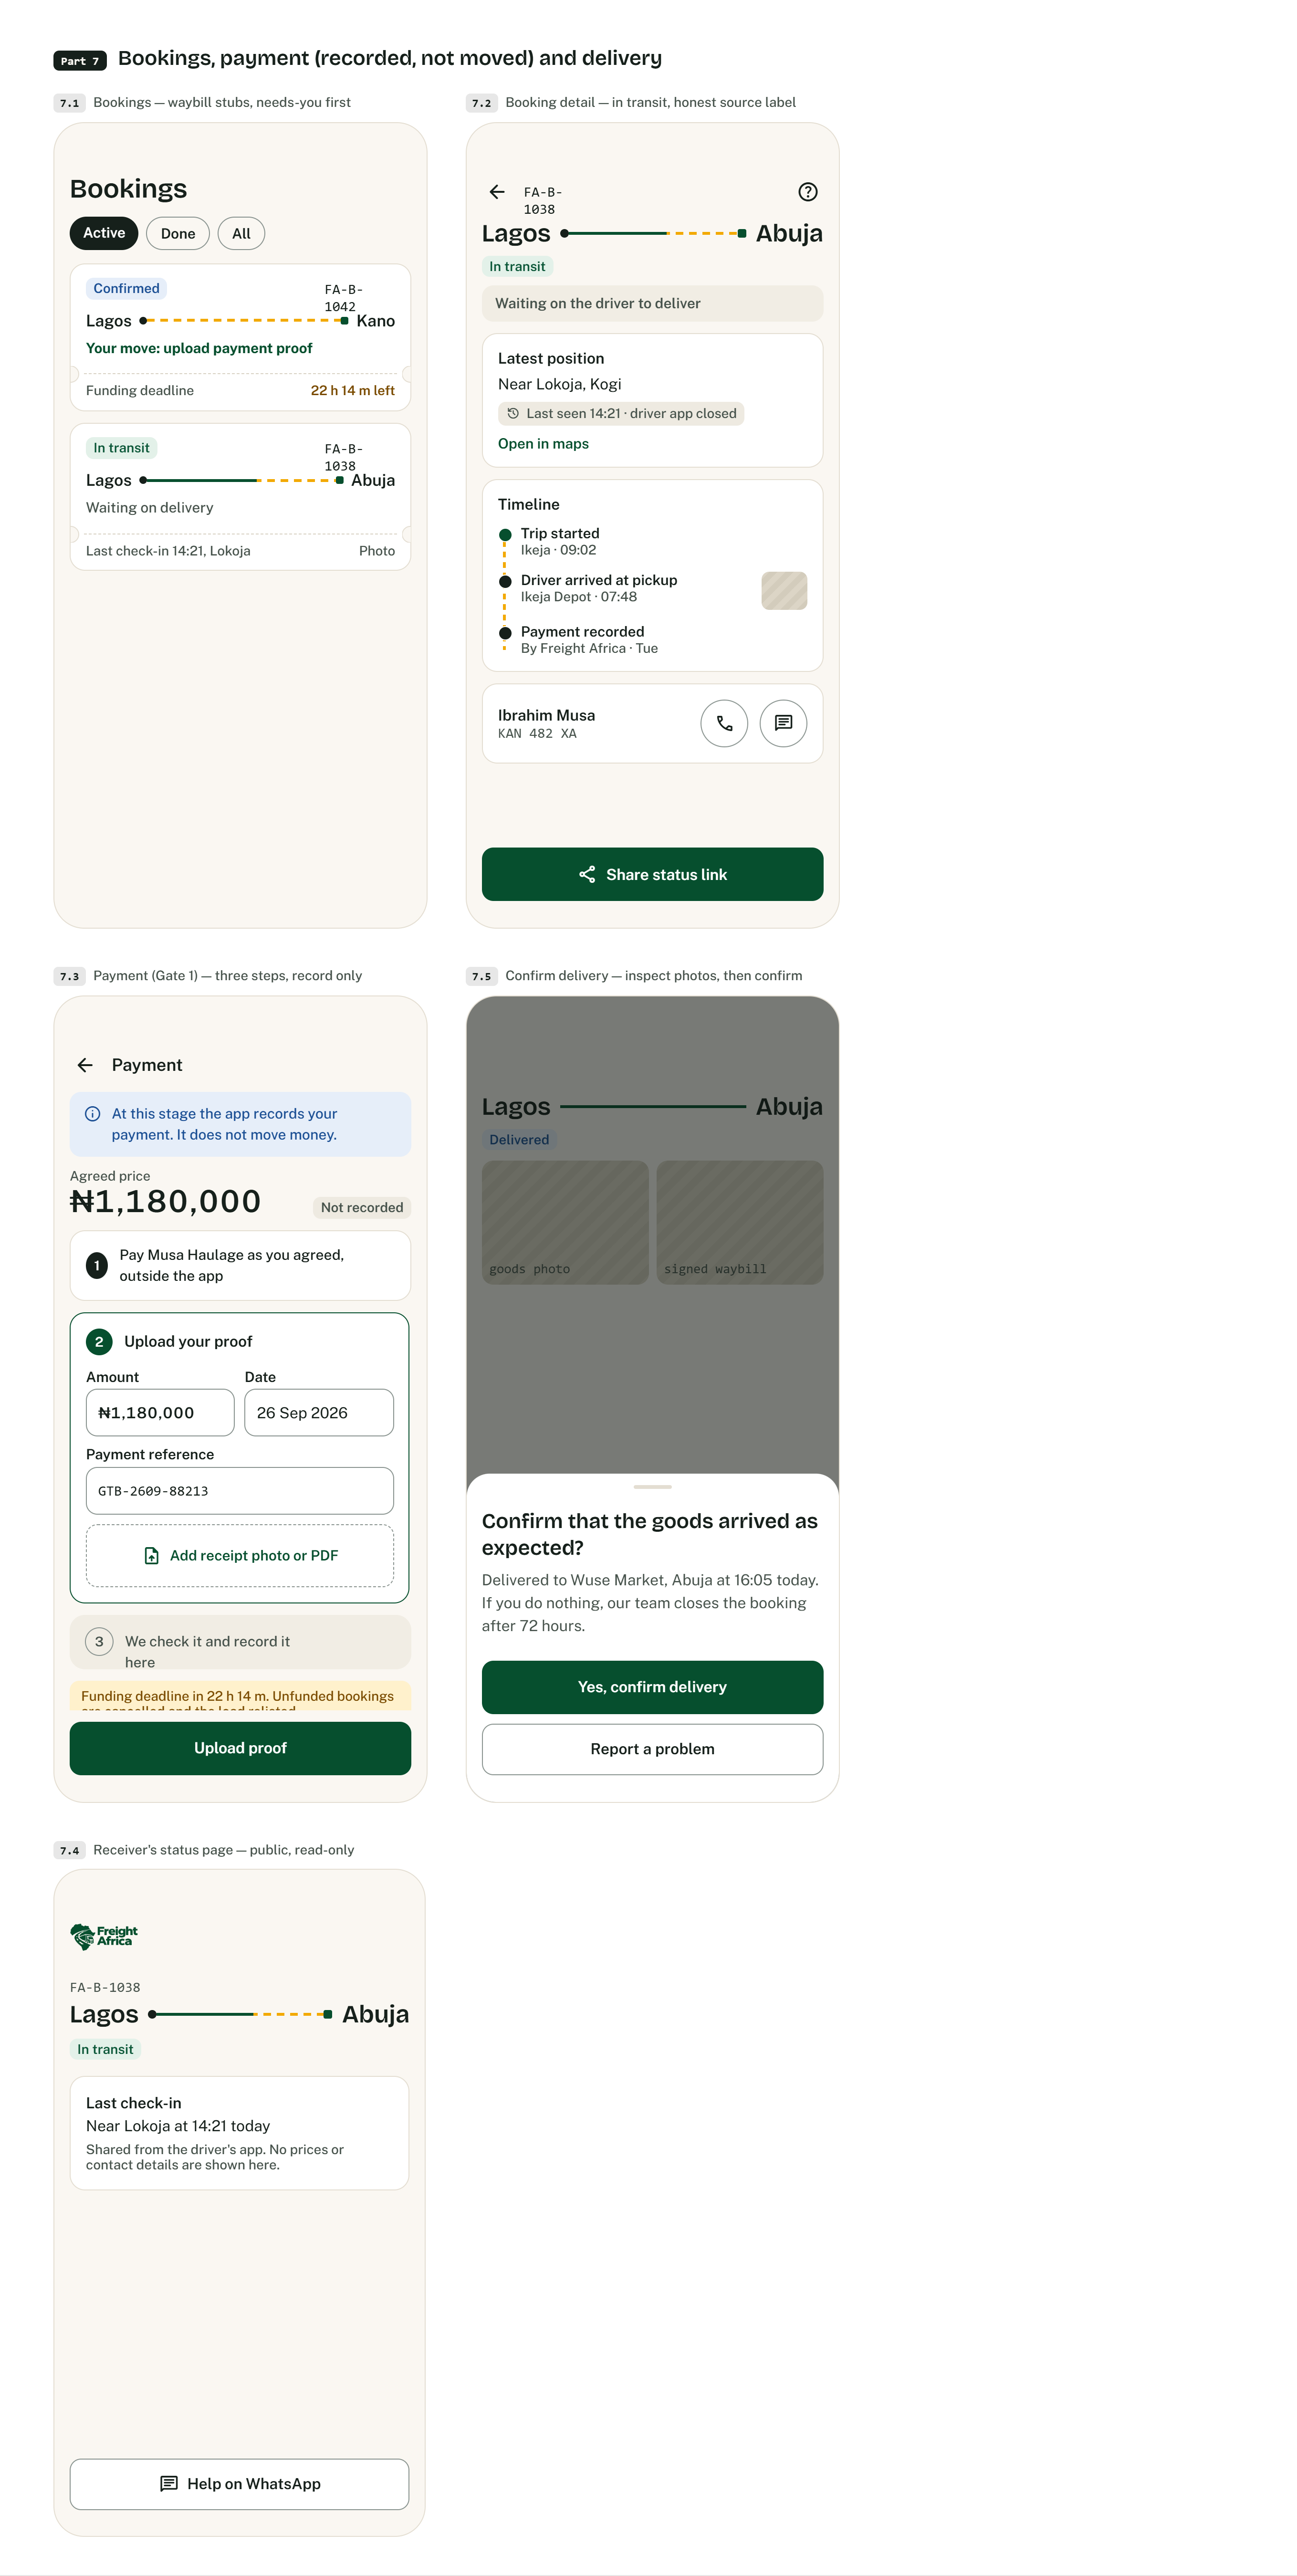 Part 7 Bookings, payment (recorded, not moved) and delivery
7.1 Bookings — waybill stubs, needs-you first
Bookings
Active Done All
Confirmed FA-B-
1042
Lagos Kano
Your move: upload payment proof
Funding deadline 22 h 14 m left
In transit FA-B-
1038
Lagos Abuja
Waiting on delivery
Last check-in 14:21, Lokoja Photo
7.2 Booking detail — in transit, honest source label
FA-B-
1038
Lagos Abuja
In transit
Waiting on the driver to deliver
Latest position
Near Lokoja, Kogi
Last seen 14:21 · driver app closed
Open in maps
Timeline
Trip started
Ikeja · 09:02
Driver arrived at pickup
Ikeja Depot · 07:48
Payment recorded
By Freight Africa · Tue
Ibrahim Musa
KAN 482 XA
Share status link
7.3 Payment (Gate 1) — three steps, record only
Payment
At this stage the app records your
payment. It does not move money.
Agreed price
₦1,180,000 Not recorded
1 Pay Musa Haulage as you agreed,
outside the app
2 Upload your proof
Amount Date
₦1,180,000 26 Sep 2026
Payment reference
GTB-2609-88213
Add receipt photo or PDF
3 We check it and record it
here
Funding deadline in 22 h 14 m. Unfunded bookings
are cancelled and the load relisted
Upload proof
7.5 Confirm delivery — inspect photos, then confirm
Lagos Abuja
Delivered
goods photo signed waybill
Confirm that the goods arrived as
expected?
Delivered to Wuse Market, Abuja at 16:05 today.
If you do nothing, our team closes the booking
after 72 hours.
Yes, confirm delivery
Report a problem
7.4 Receiver's status page — public, read-only
Freight
Africa
FA-B-1038
Lagos Abuja
In transit
Last check-in
Near Lokoja at 14:21 today
Shared from the driver's app. No prices or
contact details are shown here.
Help on WhatsApp